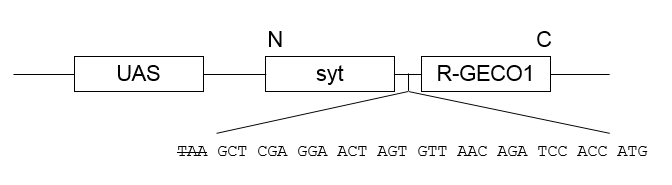 N C
UAS syt R-GECO1
TAA GCT CGA GGA ACT AGT GTT AAC AGA TCC ACC ATG